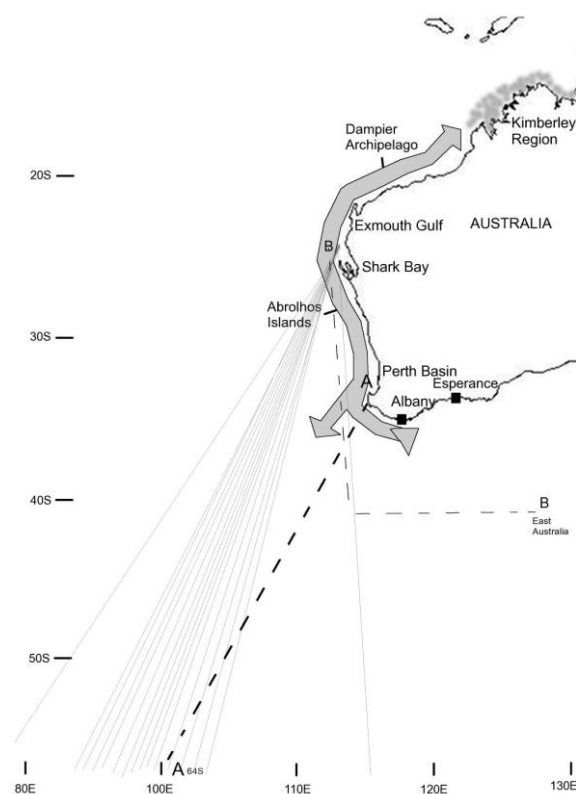 Kimberley
Region
Dampier
Archipelago
20S
Exmouth Gulf
AUSTRALIA
B
Shark Bay
Abrolhos
Islands
30S
Perth Basin
A
Esperance
Albany
40S
B
East
Australia
50S
A 64S
80E
100E
110E
120E
130E